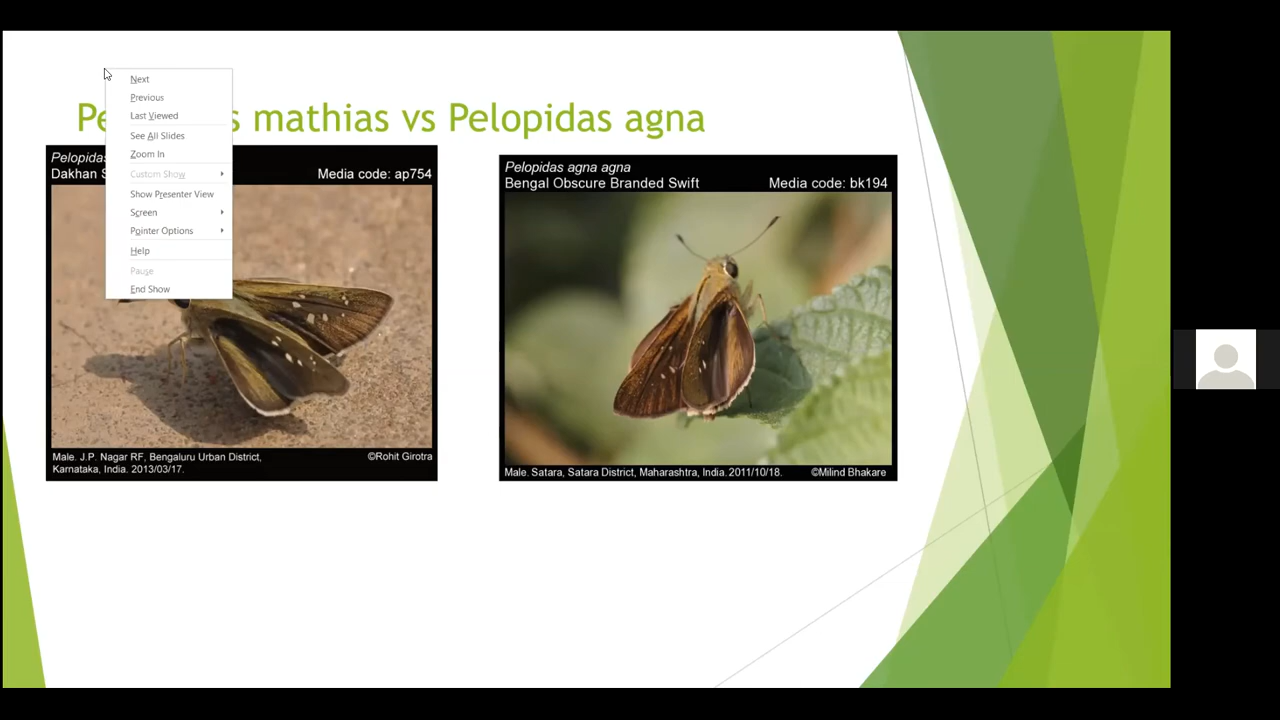 Next
Previous
Last Viewed
See All Slides
Zoom In
Custom Show
Show Presenter View
Screen
Pointer Options
Help
Pause
End Show
mathias vs Pelopidas agna
Pelopidas
Dakhan
Media code: ap754
Male. J.P. Nagar RF, Bengaluru Urban District,
Karnataka, India. 2013/03/17.
©Rohit Girotra
Pelopidas agna agna
Bengal Obscure Branded Swift
Media code: bk194
Male. Satara, Satara District, Maharashtra, India. 2011/10/18.
©Milind Bhakare